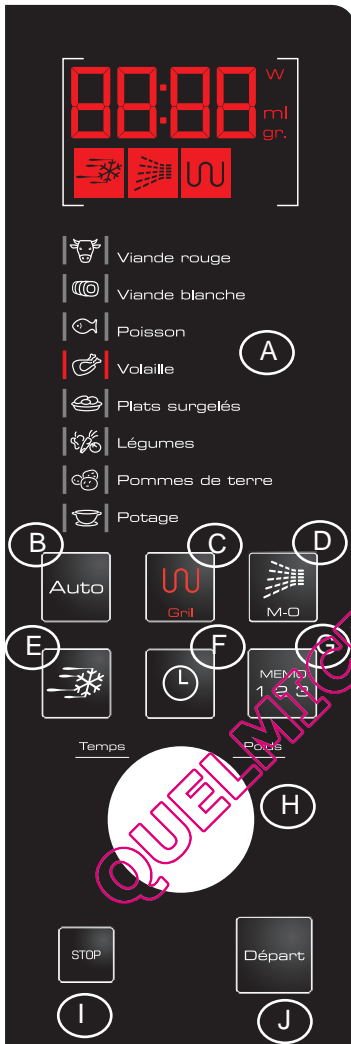 88:88 W
ml
gr.
Viande rouge
Viande blanche
Poisson
A
Volaille
Plats surgelés
Légumes
Pommes de terre
Potage
B C D
Auto Gril M-O
E F G
MEMO
1 2 3
Temps Poids
H
QUELMIC
STOP Départ
I J